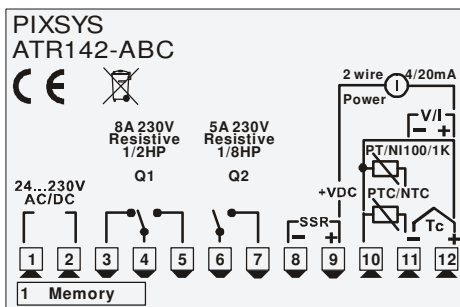 PIXSYS
ATR142-ABC
CE
2 wire 4/20mA
I
Power
V/I
- +
8A 230V
Resistive
1/2HP
Q1
5A 230V
Resistive
1/8HP
Q2
PT/NI100/1K
24...230V
AC/DC
+VDC
PTC/NTC
SSR
- +
- Tc +
1 2 3 4 5 6 7 8 9 10 11 12
1 Memory